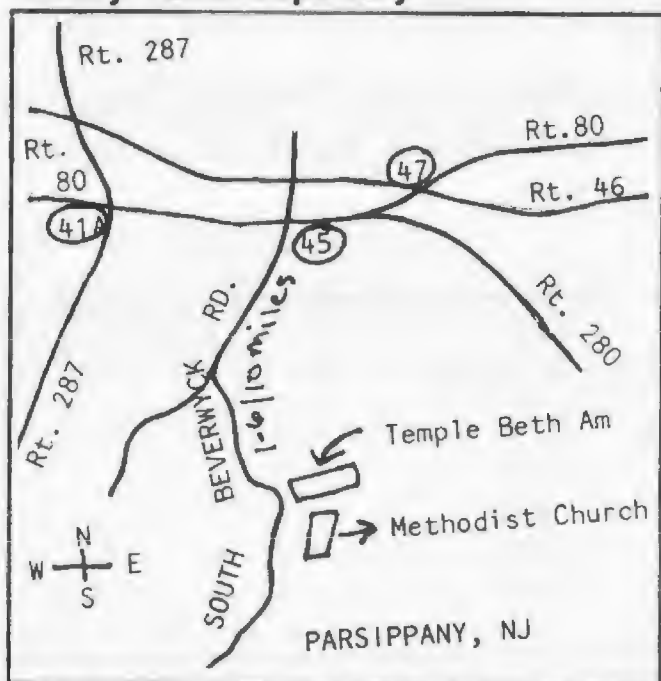 Rt. 287
Rt. 80
Rt.
80
47
Rt. 46
41A
45
Rt. 280
RD.
1-6/10 miles
BEVERWYCK
Rt. 287
Temple Beth Am
Methodist Church
N
W E
S
SOUTH
PARSIPPANY, NJ